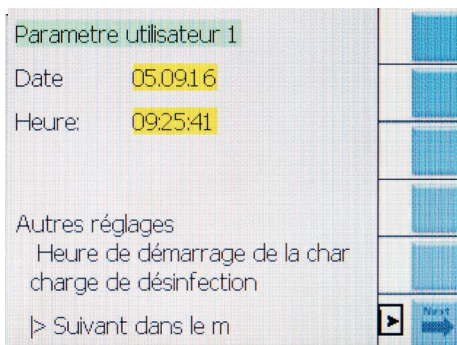 Parametre utilisateur 1
Date 05.09.16
Heure: 09:25:41
Autres réglages
Heure de démarrage de la char
charge de désinfection
|> Suivant dans le m
Next